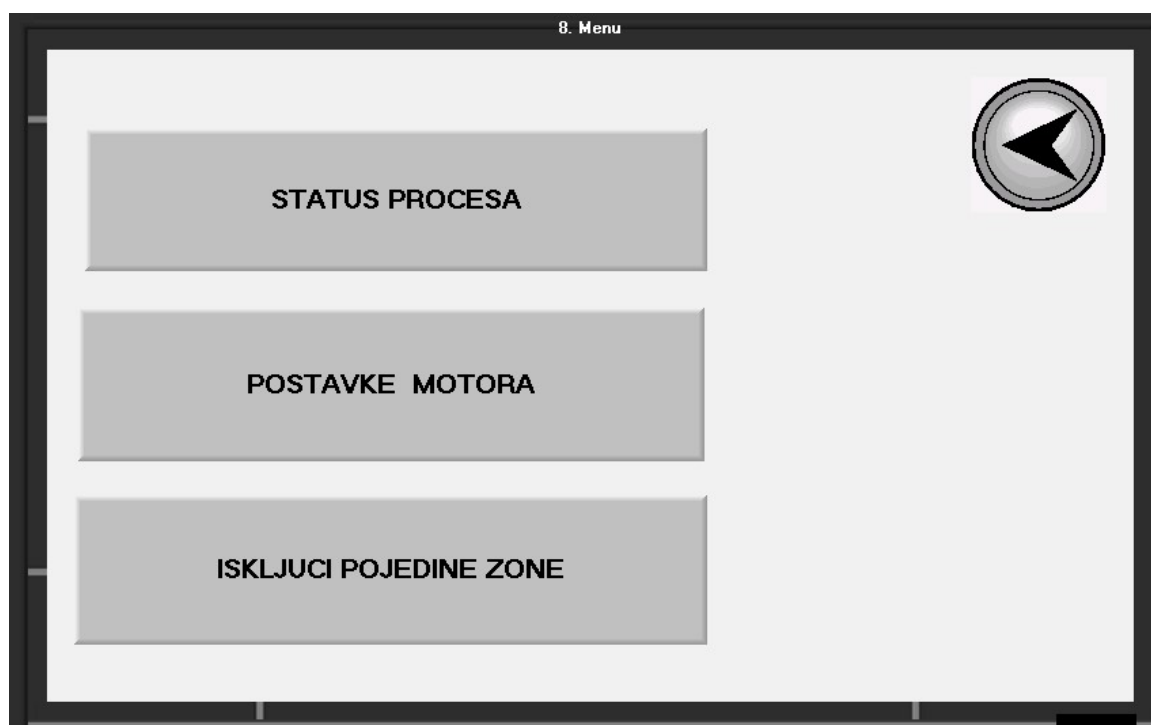 8. Menu
STATUS PROCESA
POSTAVKE MOTORA
ISKLJUCI POJEDINE ZONE